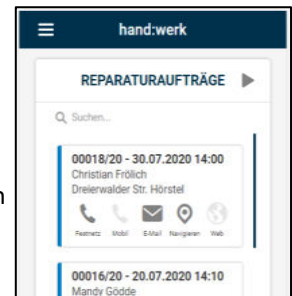 hand:werk
REPARATURAUFTRÄGE
Suchen...
00018/20 - 30.07.2020 14:00
Christian Frölich
Dreierwalder Str. Hörstel
n
Festnetz Mobil E-Mail Navigieren Web
00016/20 - 20.07.2020 14:10
Mandy Gödde